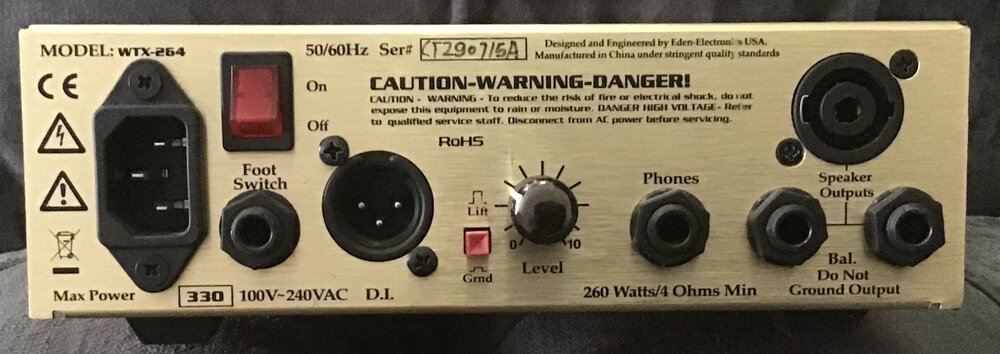 MODEL: WTX-264
50/60Hz Ser#
Designed and Engineered by Eden-Electronics USA.
Manufactured in China under stringent quality standards
CE
On
Off
CAUTION-WARNING-DANGER!
CAUTION - WARNING - To reduce the risk of fire or electrical shock, do not
expose this equipment to rain or moisture. DANGER HIGH VOLTAGE- Refer
to qualified service staff. Disconnect from AC power before servicing.
RoHS
Foot
Switch
Lift
Grnd
0
10
Level
Phones
Speaker
Outputs
Bal.
Do Not
Ground Output
Max Power
330
100V~240VAC
D.I.
260 Watts/4 Ohms Min